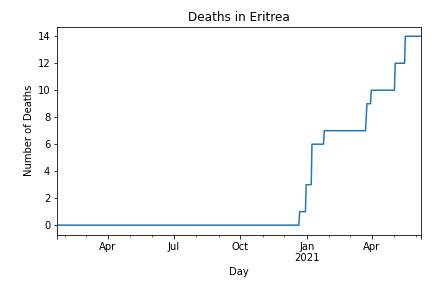 Deaths in Eritrea
14
12
10
8
6
4
2
0
Number of Deaths
Apr
Jul
Oct
Jan
2021
Apr
Day